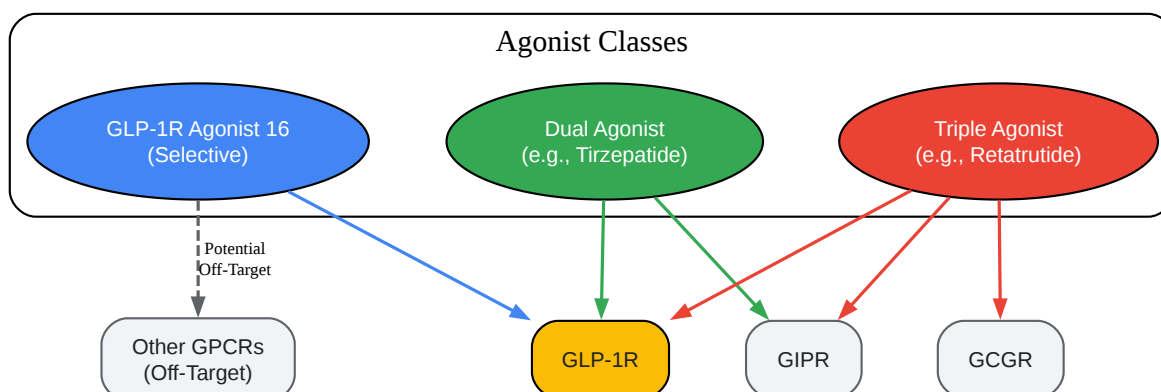 Agonist Classes
GLP-1R Agonist 16
(Selective)
Dual Agonist
(e.g., Tirzepatide)
Triple Agonist
(e.g., Retatrutide)
Potential
Off-Target
Other GPCRs
(Off-Target)
GLP-1R
GIPR
GCGR